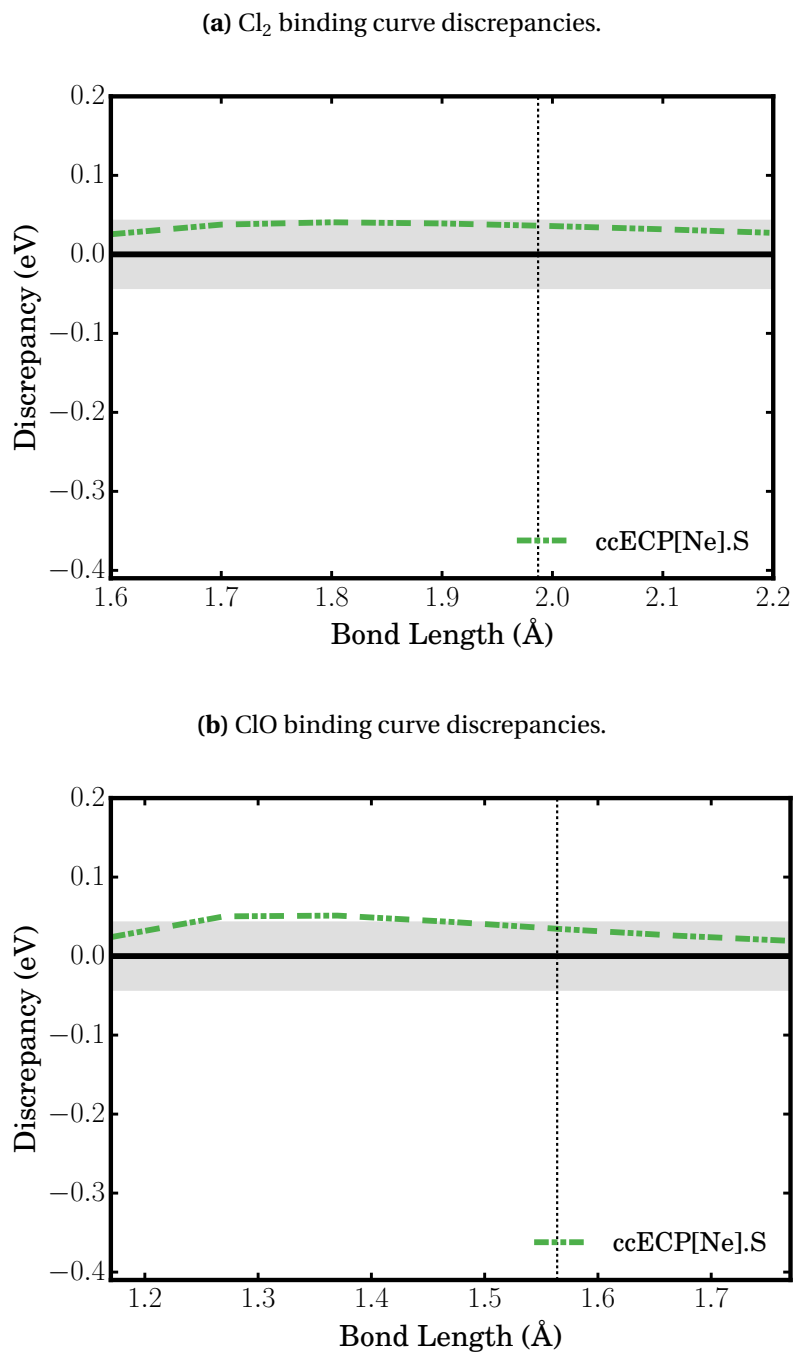 (a) Cl₂ binding curve discrepancies.
0.2
0.1
0.0
−0.1
−0.2
−0.3
−0.4
Discrepancy (eV)
ccECP[Ne].S
1.6 1.7 1.8 1.9 2.0 2.1 2.2
Bond Length (Å)
(b) ClO binding curve discrepancies.
0.2
0.1
0.0
−0.1
−0.2
−0.3
−0.4
Discrepancy (eV)
ccECP[Ne].S
1.2 1.3 1.4 1.5 1.6 1.7
Bond Length (Å)